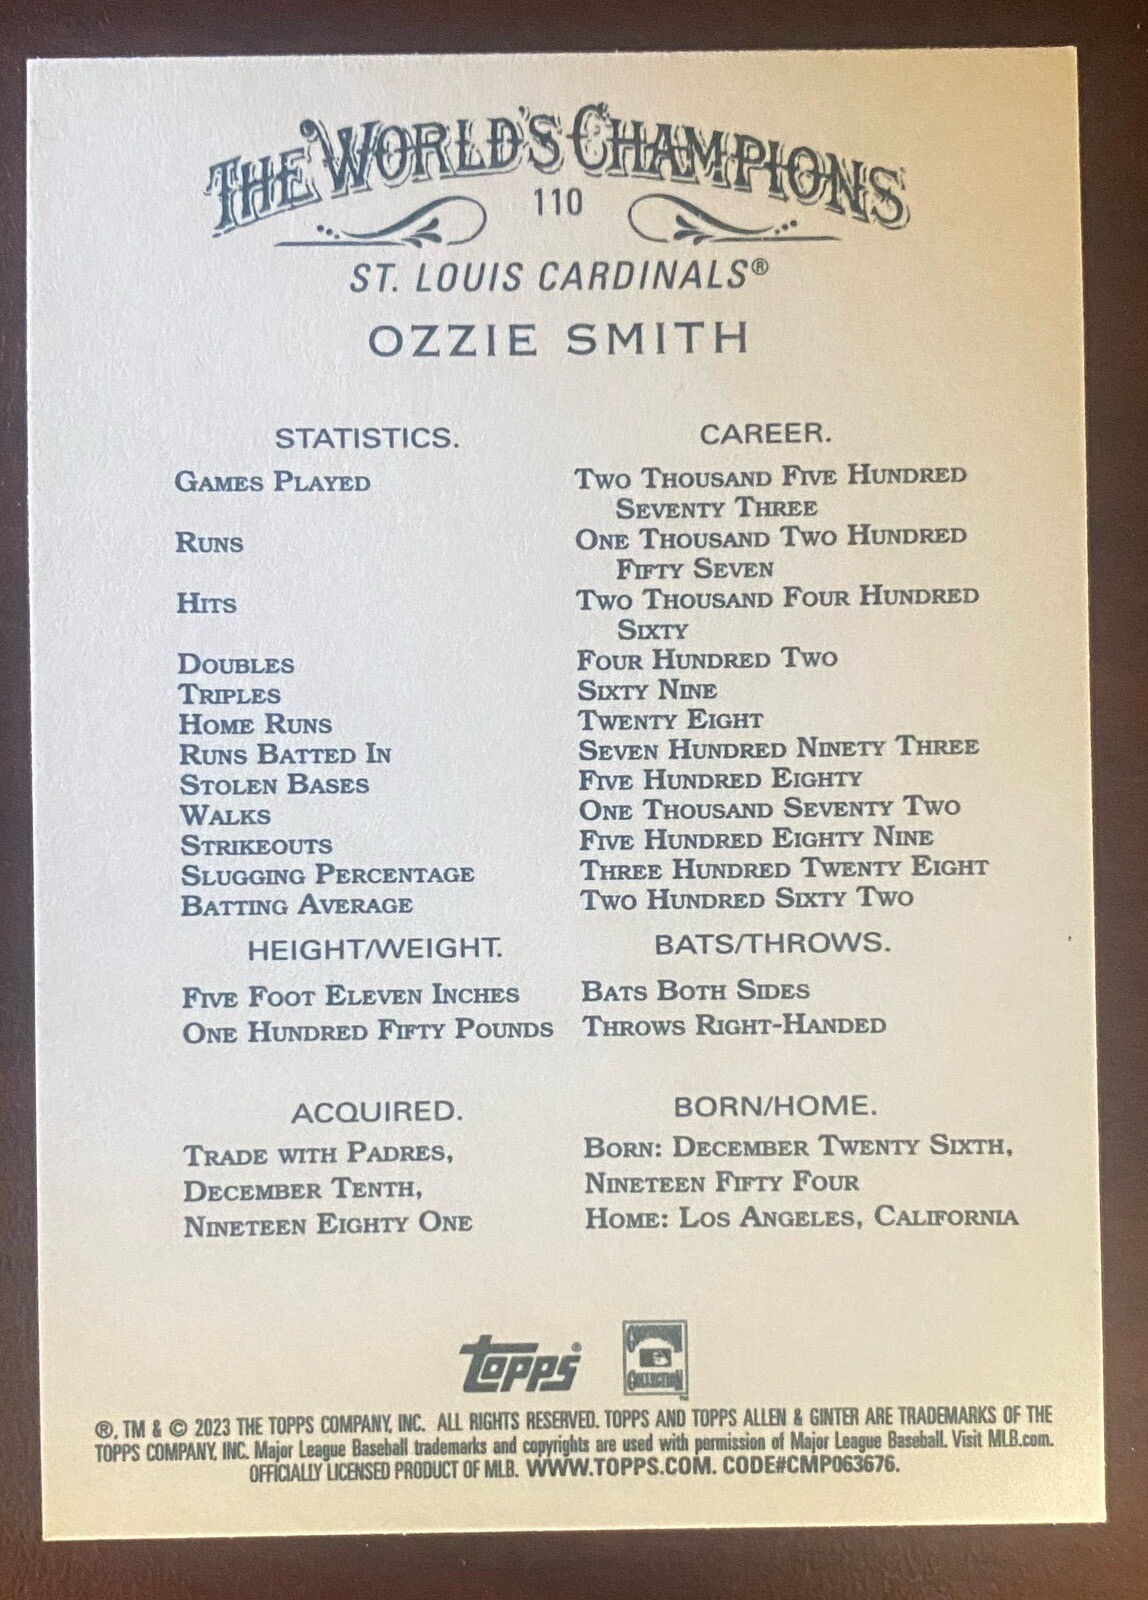 THE WORLD'S CHAMPIONS
110
ST. LOUIS CARDINALS®
OZZIE SMITH
STATISTICS. CAREER.
GAMES PLAYED TWO THOUSAND FIVE HUNDRED
SEVENTY THREE
RUNS ONE THOUSAND TWO HUNDRED
FIFTY SEVEN
HITS TWO THOUSAND FOUR HUNDRED
SIXTY
DOUBLES FOUR HUNDRED TWO
TRIPLES SIXTY NINE
HOME RUNS TWENTY EIGHT
RUNS BATTED IN SEVEN HUNDRED NINETY THREE
STOLEN BASES FIVE HUNDRED EIGHTY
WALKS ONE THOUSAND SEVENTY TWO
STRIKEOUTS FIVE HUNDRED EIGHTY NINE
SLUGGING PERCENTAGE THREE HUNDRED TWENTY EIGHT
BATTING AVERAGE TWO HUNDRED SIXTY TWO
HEIGHT/WEIGHT. BATS/THROWS.
FIVE FOOT ELEVEN INCHES BATS BOTH SIDES
ONE HUNDRED FIFTY POUNDS THROWS RIGHT-HANDED
ACQUIRED. BORN/HOME.
TRADE WITH PADRES, BORN: DECEMBER TWENTY SIXTH,
DECEMBER TENTH, NINETEEN FIFTY FOUR
NINETEEN EIGHTY ONE HOME: LOS ANGELES, CALIFORNIA
Topps® COOPERSTOWN COLLECTION™
®, TM & © 2023 THE TOPPS COMPANY, INC. ALL RIGHTS RESERVED. TOPPS AND TOPPS ALLEN & GINTER ARE TRADEMARKS OF THE
TOPPS COMPANY, INC. Major League Baseball trademarks and copyrights are used with permission of Major League Baseball. Visit MLB.com.
OFFICIALLY LICENSED PRODUCT OF MLB. WWW.TOPPS.COM. CODE#CMP063676.